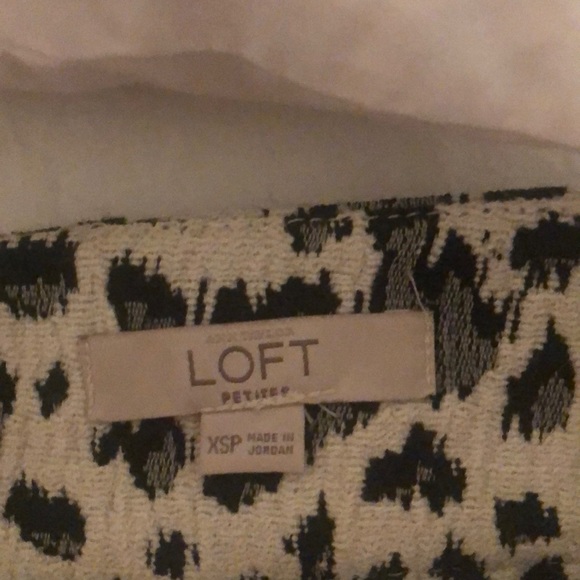 LOFT
PETITES
XSP MADE IN
JORDAN